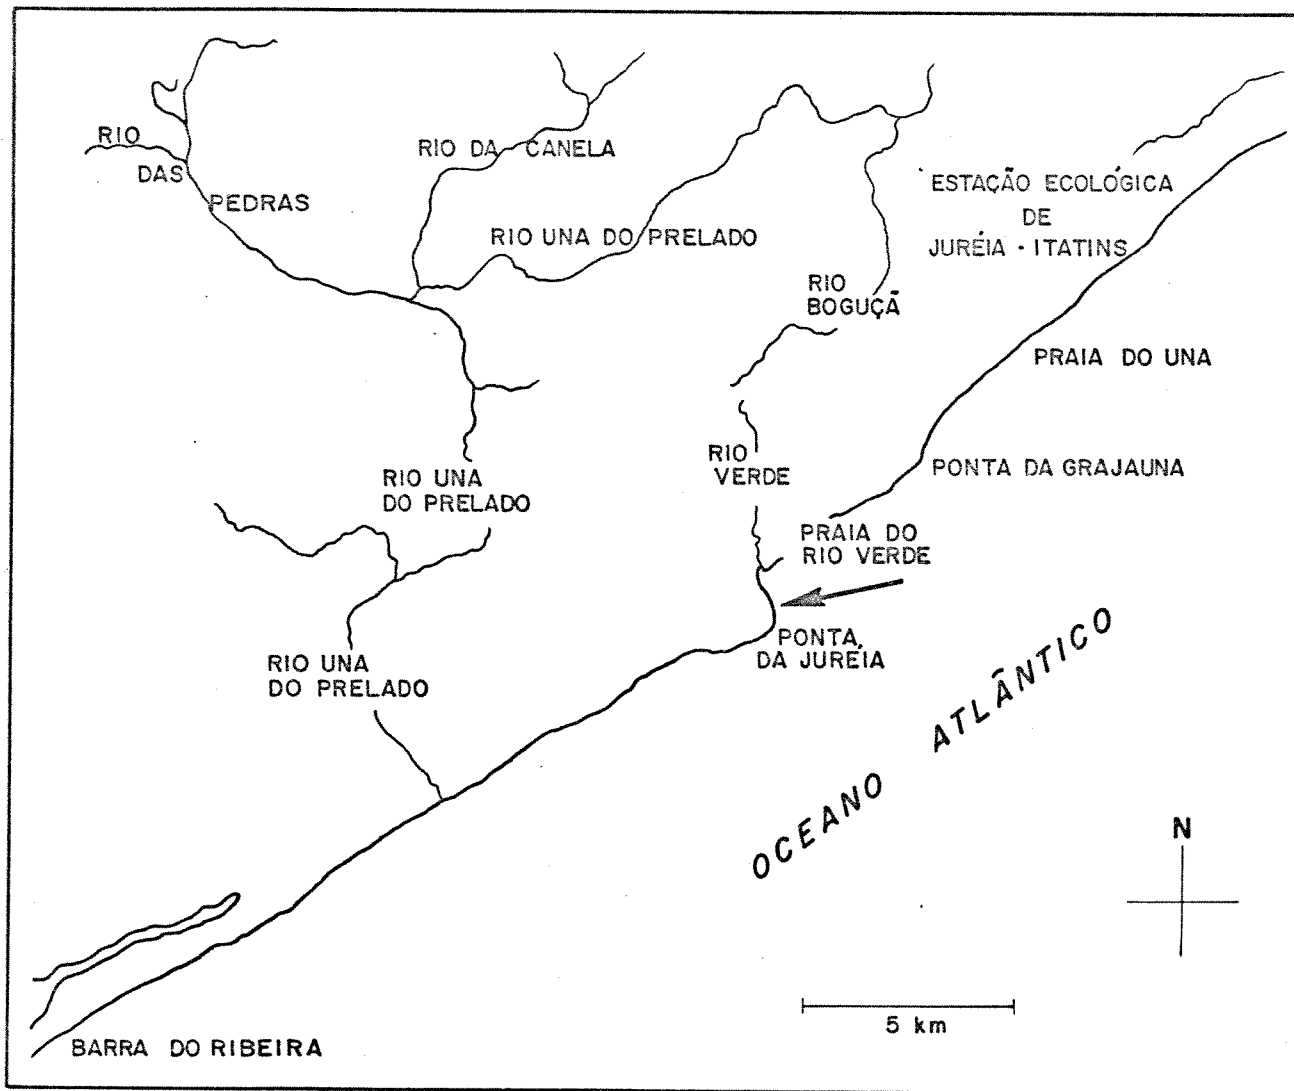 RIO
DAS
PEDRAS
RIO DA CANELA
RIO UNA DO PRELADO
ESTAÇÃO ECOLÓGICA
DE
JURÉIA - ITATINS
RIO
BOGUÇÃ
PRAIA DO UNA
RIO
VERDE
PONTA DA GRAJAUNA
RIO UNA
DO PRELADO
PRAIA DO
RIO VERDE
PONTA
DA JURÉIA
RIO UNA
DO PRELADO
OCEANO ATLÂNTICO
N
5 km
BARRA DO RIBEIRA